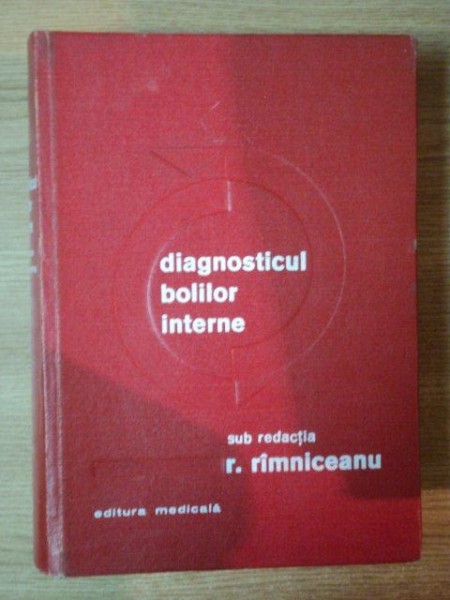 diagnosticul
bolilor
interne
sub redacția
r. rîmniceanu
editura medicală